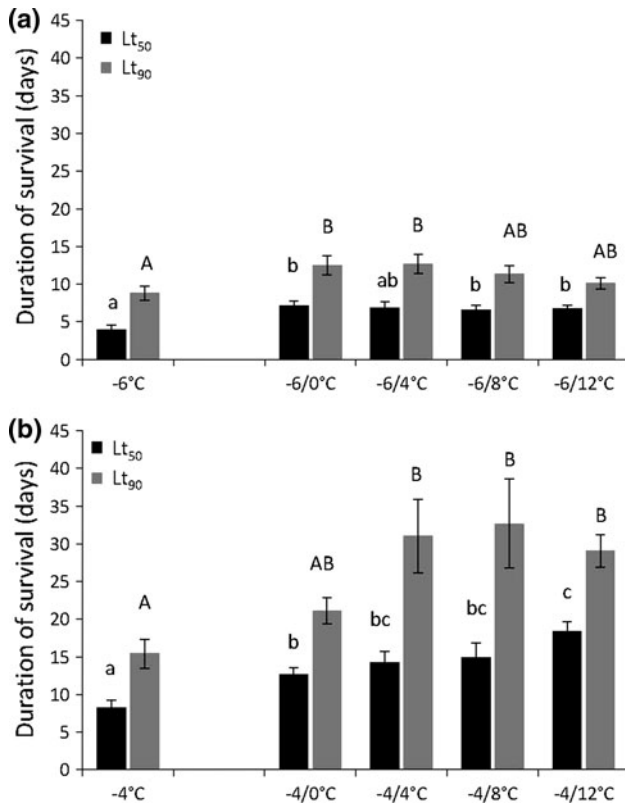 (a)
45
40
35
30
25
20
15
10
5
0
Duration of survival (days)
Lt50
Lt90
a A b B ab B b AB b AB
-6°C -6/0°C -6/4°C -6/8°C -6/12°C
(b)
45
40
35
30
25
20
15
10
5
0
Duration of survival (days)
Lt50
Lt90
a A b AB bc B bc B c B
-4°C -4/0°C -4/4°C -4/8°C -4/12°C